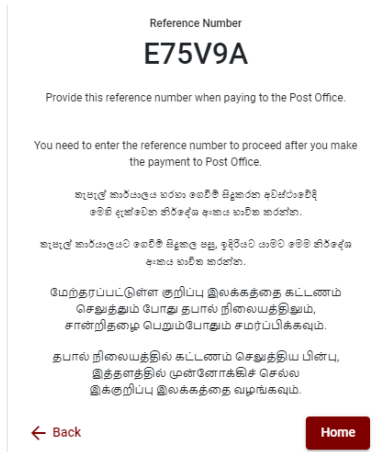 Reference Number
E75V9A
Provide this reference number when paying to the Post Office.
You need to enter the reference number to proceed after you make
the payment to Post Office.
තැපැල් කාර්යාලය හරහා ගෙවීම් සිදුකරන අවස්ථාවේදී
මෙහි දැක්වෙන නිර්දේශ අංකය භාවිත කරන්න.
තැපැල් කාර්යාලයට ගෙවීම් සිදුකල පසු, ඉදිරියට යාමට මෙම නිර්දේශ
අංකය භාවිත කරන්න.
மேற்தரப்பட்டுள்ள குறிப்பு இலக்கத்தை கட்டணம்
செலுத்தும் போது தபால் நிலையத்திலும்,
சான்றிதழை பெறும்போதும் சமர்ப்பிக்கவும்.
தபால் நிலையத்தில் கட்டணம் செலுத்திய பின்பு,
இத்தளத்தில் முன்னோக்கிச் செல்ல
இக்குறிப்பு இலக்கத்தை வழங்கவும்.
Back
Home